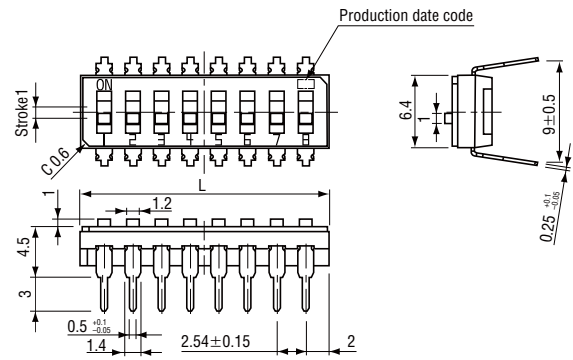 Production date code
ON
Stroke1
1 2 3 4 5 6 7 8
C 0.6
6.4
1
9±0.5
0.25 +0.1 -0.05
L
1
1.2
4.5
3
0.5 +0.1 -0.05
1.4
2.54±0.15
2